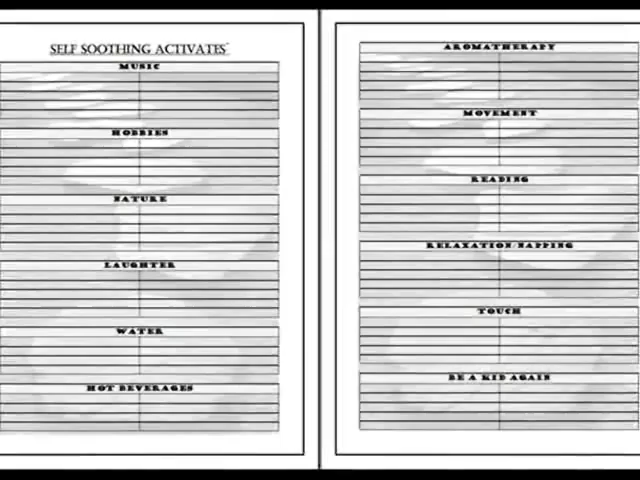 SELF SOOTHING ACTIVATES
MUSIC
HOBBIES
NATURE
LAUGHTER
WATER
HOT BEVERAGES
AROMATHERAPY
MOVEMENT
READING
RELAXATION/NAPPING
TOUCH
BE A KID AGAIN